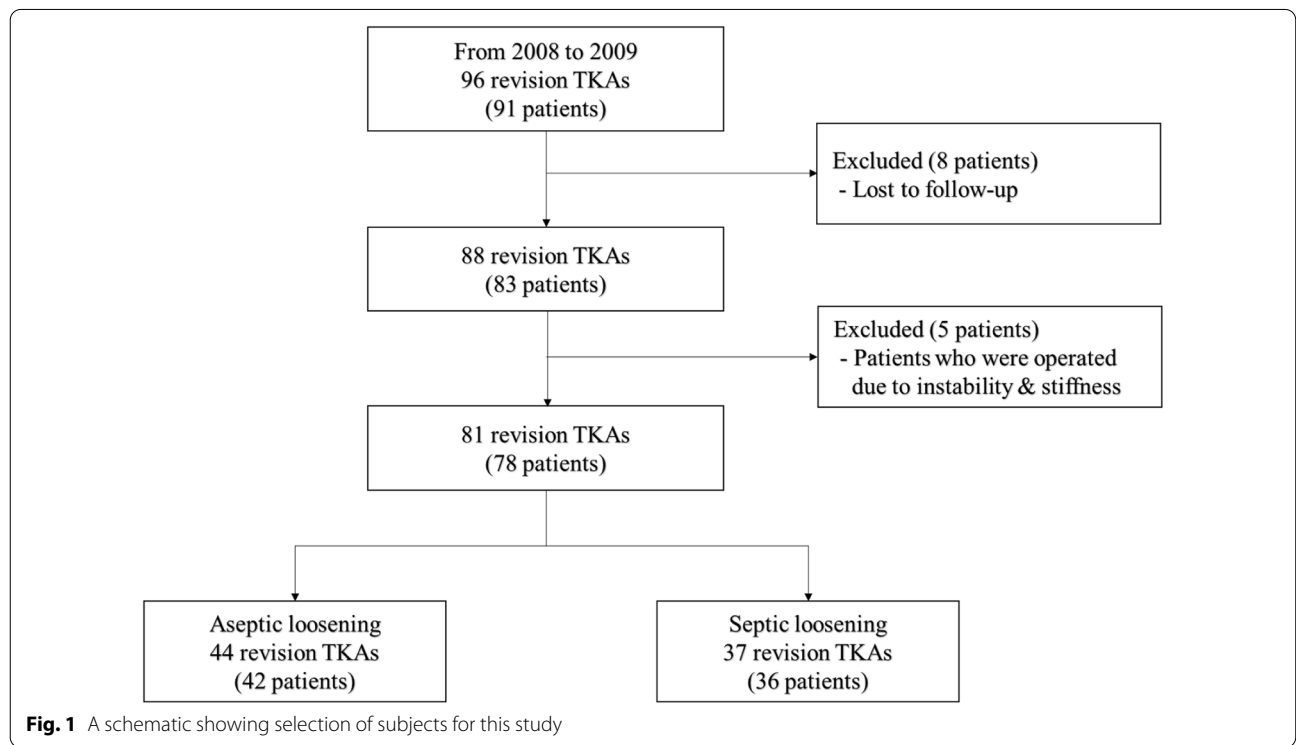 From 2008 to 2009
96 revision TKAs
(91 patients)
Excluded (8 patients)
- Lost to follow-up
88 revision TKAs
(83 patients)
Excluded (5 patients)
- Patients who were operated
due to instability & stiffness
81 revision TKAs
(78 patients)
Aseptic loosening
44 revision TKAs
(42 patients)
Septic loosening
37 revision TKAs
(36 patients)
Fig. 1 A schematic showing selection of subjects for this study